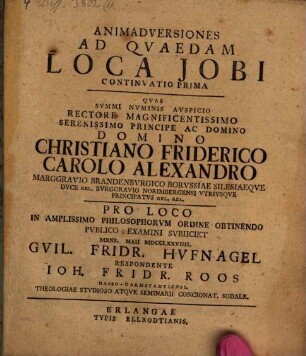 ANIMADVERSIONES
AD QVAEDAM
LOCA JOBI
CONTINVATIO PRIMA
QVAS
SVMMI NVMINIS AVSPICIO
RECTORE MAGNIFICENTISSIMO
SERENISSIMO PRINCIPE AC DOMINO
DOMINO
CHRISTIANO FRIDERICO
CAROLO ALEXANDRO
MARGGRAVIO BRANDENBVRGICO BORVSSIAE SILESIAEQVE
DVCE REL. BVRGGRAVIO NORIMBERGENSI VTRIVSQVE
PRINCIPATVS REL. REL.
PRO LOCO
IN AMPLISSIMO PHILOSOPHORVM ORDINE OBTINENDO
PVBLICO EXAMINI SVBIICIET
MENS. MAII MDCCLXXVIIII.
GVIL. FRIDR. HVFNAGEL
RESPONDENTE
IOH. FRIDR. ROOS
HASSO-DARMSTATTIENSI,
THEOLOGIAE STVDIOSO ATQVE SEMINARII CONCIONAT. SODALE.
ERLANGAE
TYPIS ELLRODTIANIS.